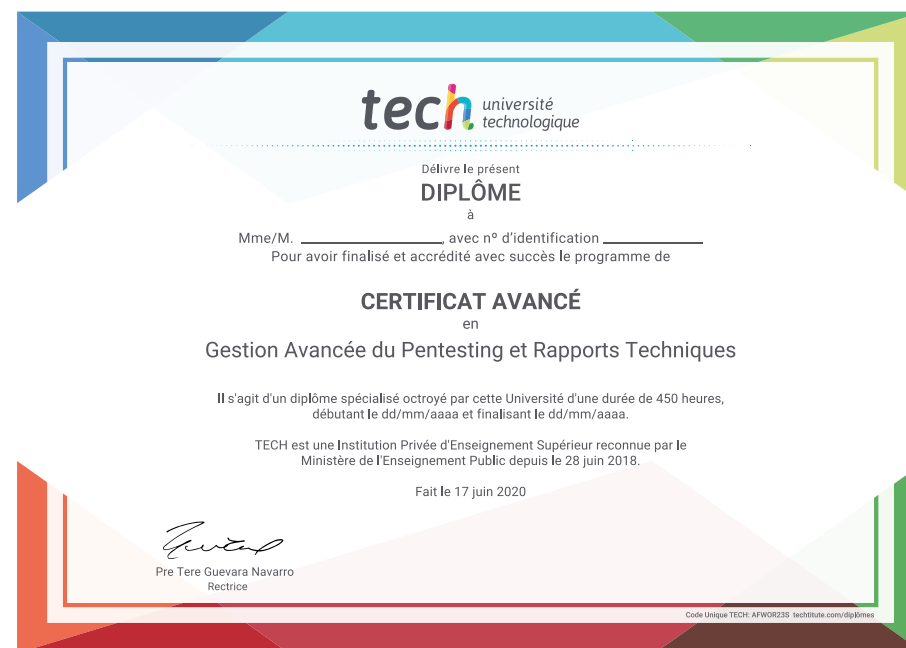 tech université
technologique
Délivre le présent
DIPLÔME
à
Mme/M. ____________________, avec nº d'identification ______________
Pour avoir finalisé et accrédité avec succès le programme de
CERTIFICAT AVANCÉ
en
Gestion Avancée du Pentesting et Rapports Techniques
Il s'agit d'un diplôme spécialisé octroyé par cette Université d'une durée de 450 heures,
débutant le dd/mm/aaaa et finalisant le dd/mm/aaaa.
TECH est une Institution Privée d'Enseignement Supérieur reconnue par le
Ministère de l'Enseignement Public depuis le 28 juin 2018.
Fait le 17 juin 2020
Pre Tere Guevara Navarro
Rectrice
Code Unique TECH: AFWOR23S techtitute.com/diplômes